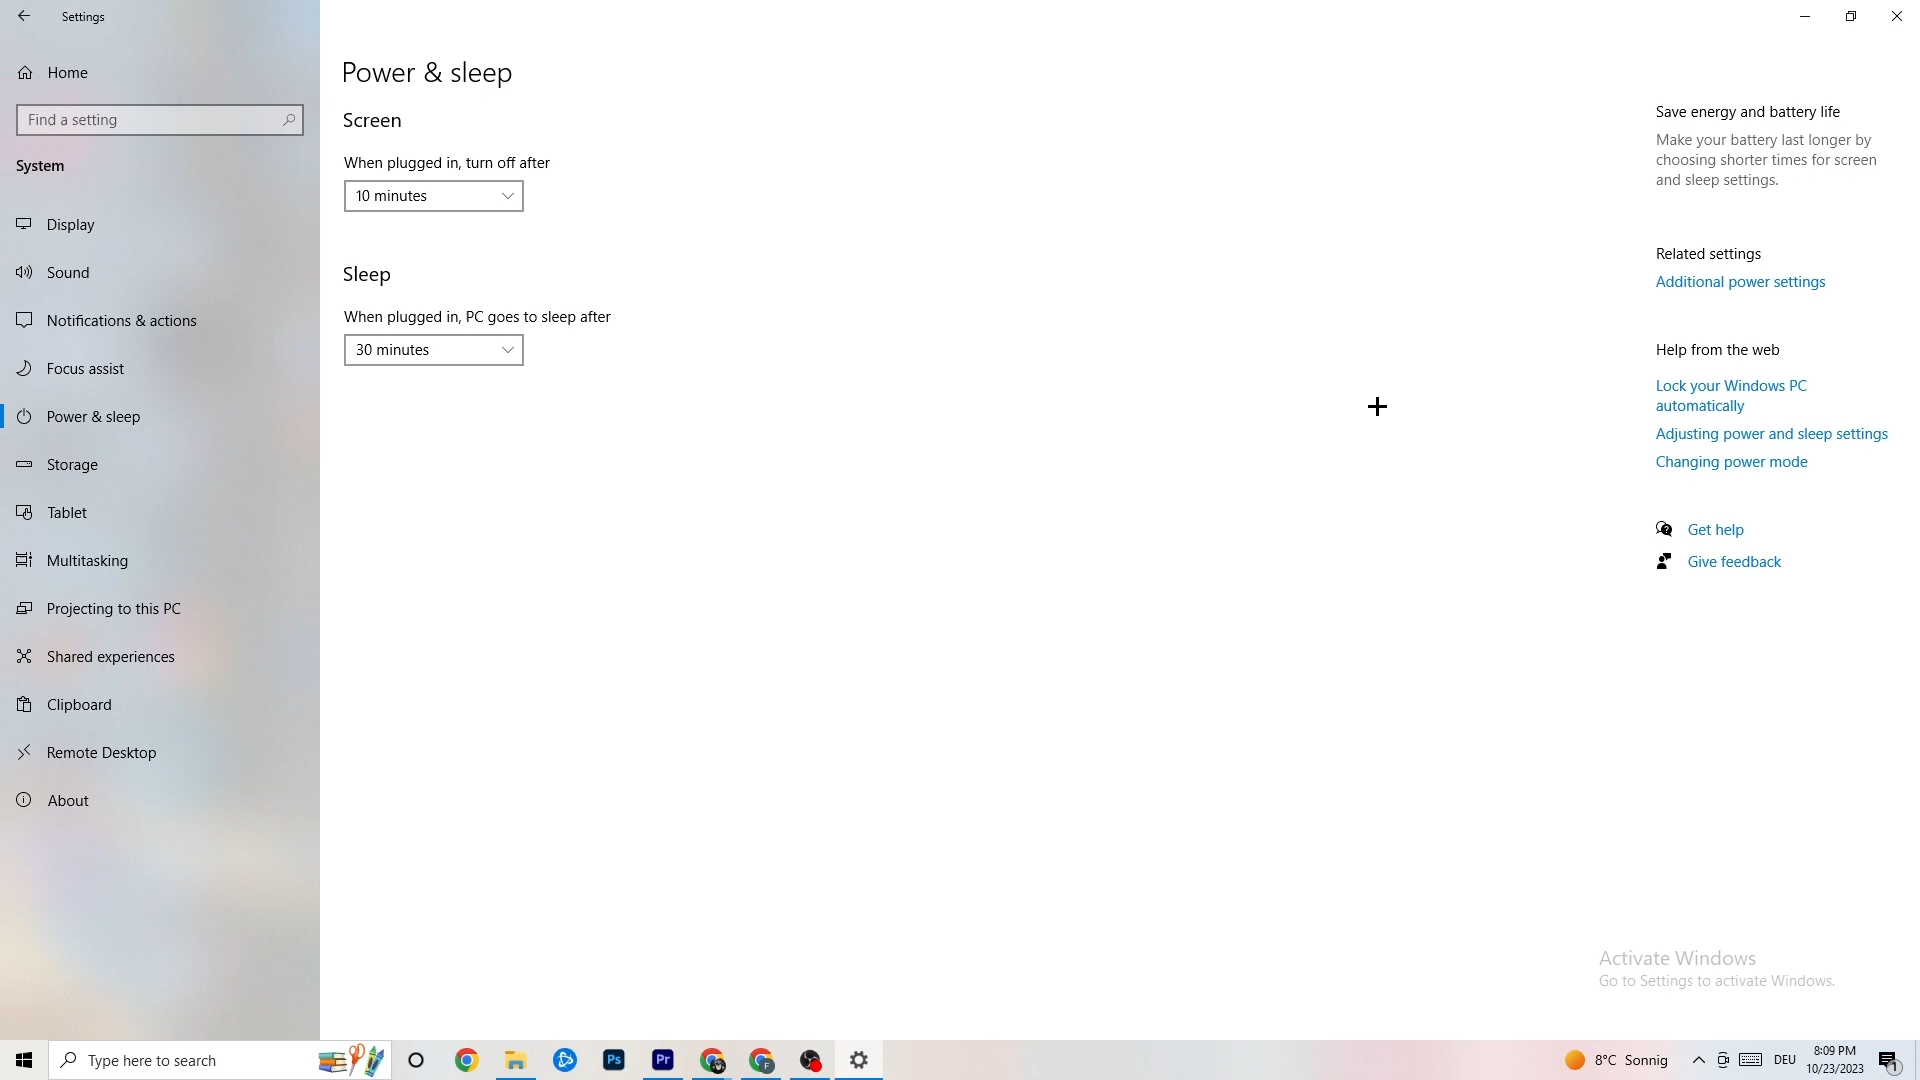 Settings
Home
Find a setting
System
Display
Sound
Notifications & actions
Focus assist
Power & sleep
Storage
Tablet
Multitasking
Projecting to this PC
Shared experiences
Clipboard
Remote Desktop
About
Power & sleep
Screen
When plugged in, turn off after
10 minutes
Sleep
When plugged in, PC goes to sleep after
30 minutes
Save energy and battery life
Make your battery last longer by
choosing shorter times for screen
and sleep settings.
Related settings
Additional power settings
Help from the web
Lock your Windows PC
automatically
Adjusting power and sleep settings
Changing power mode
Get help
Give feedback
Activate Windows
Go to Settings to activate Windows.
Type here to search
Ps
Pr
F
8°C Sonnig
DEU
8:09 PM
10/23/2023
1